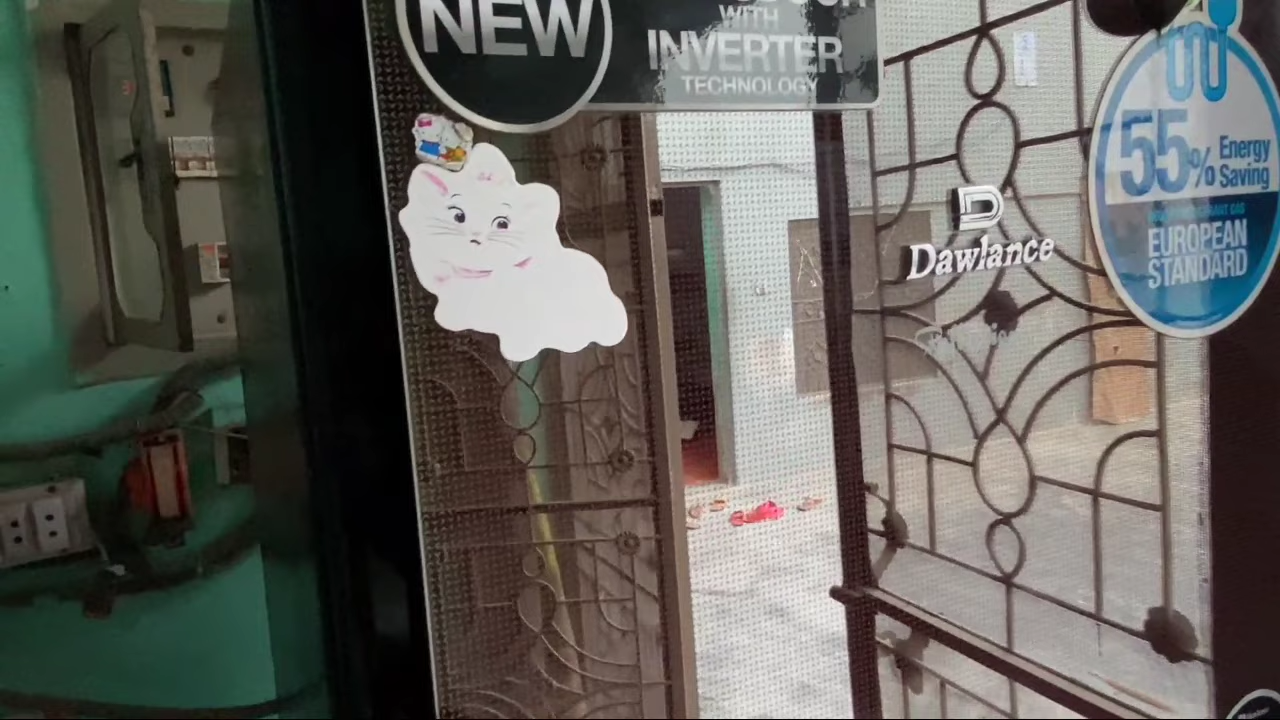 NEW
WITH
INVERTER
TECHNOLOGY
55% Energy
Saving
EUROPEAN
STANDARD
Dawlance